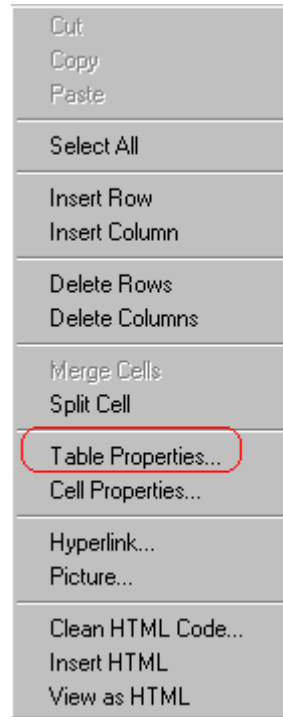 Cut
Copy
Paste
Select All
Insert Row
Insert Column
Delete Rows
Delete Columns
Merge Cells
Split Cell
Table Properties...
Cell Properties...
Hyperlink...
Picture...
Clean HTML Code...
Insert HTML
View as HTML